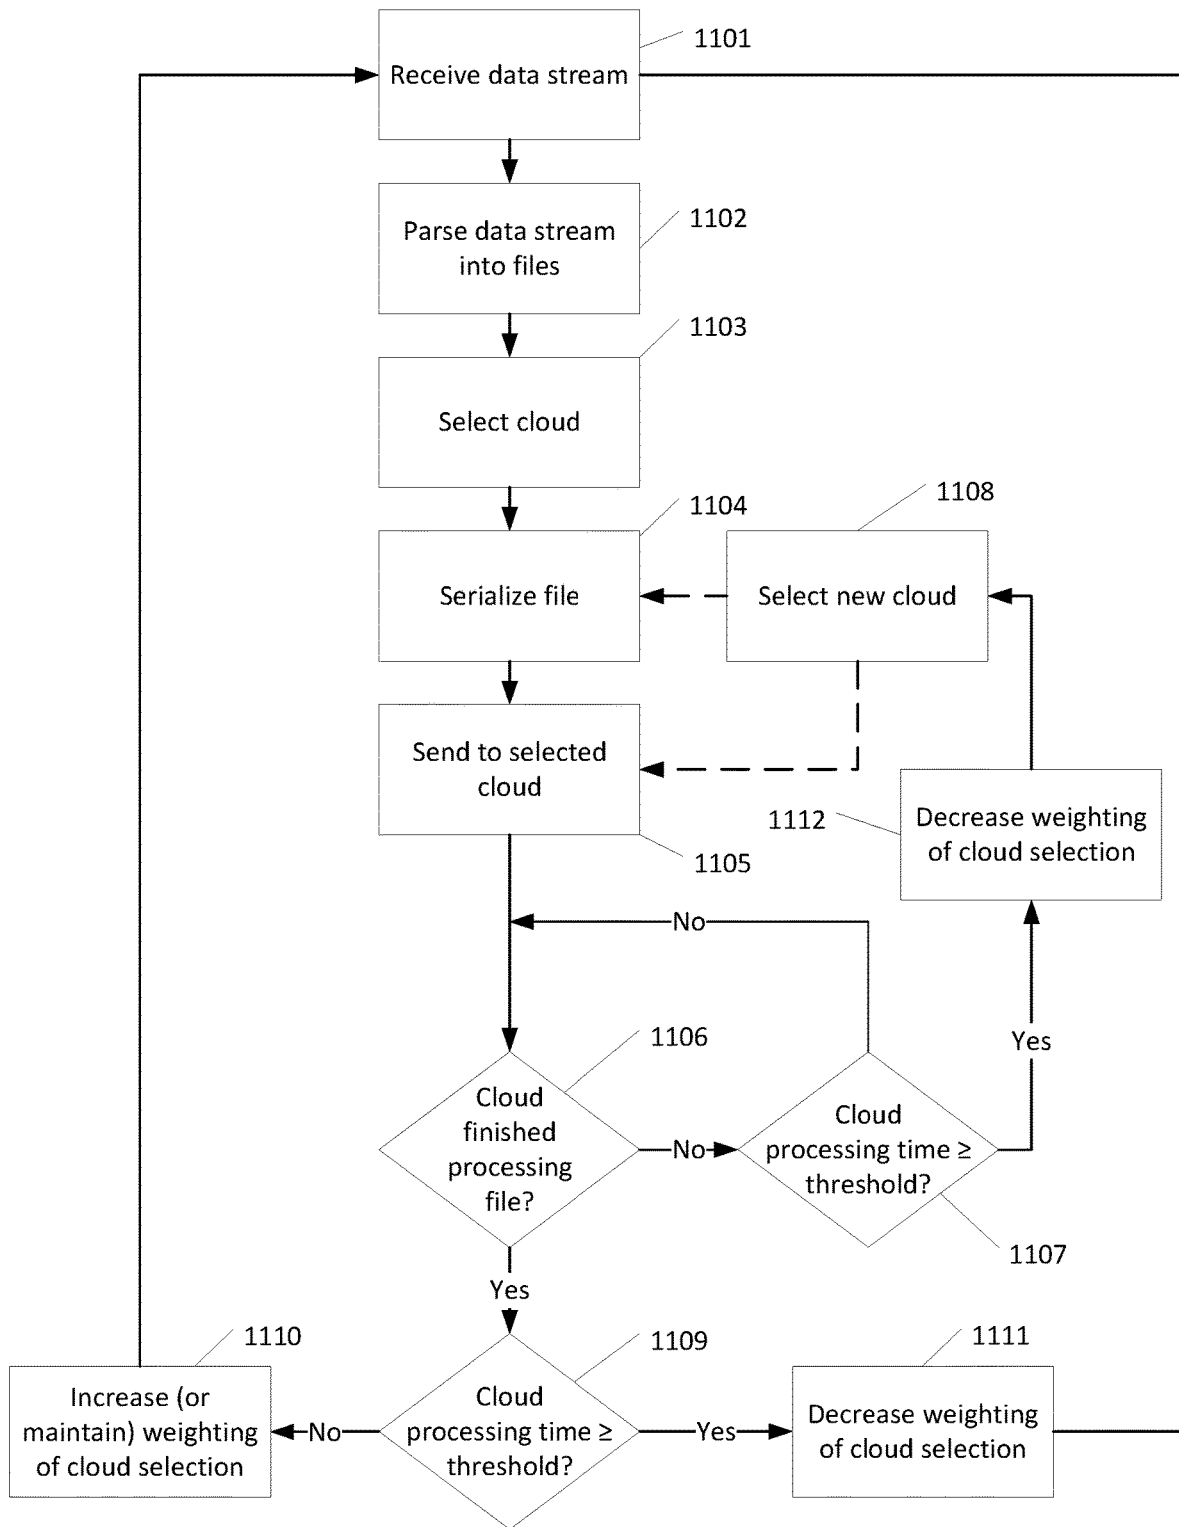 1101
Receive data stream
1102
Parse data stream
into files
1103
Select cloud
1104
1108
Serialize file
Select new cloud
Send to selected
cloud
1105
1112
Decrease weighting
of cloud selection
No
Yes
1106
Cloud
finished
processing
file?
No
Cloud
processing time ≥
threshold?
1107
Yes
1110
1109
1111
Increase (or
maintain) weighting
of cloud selection
No
Cloud
processing time ≥
threshold?
Yes
Decrease weighting
of cloud selection